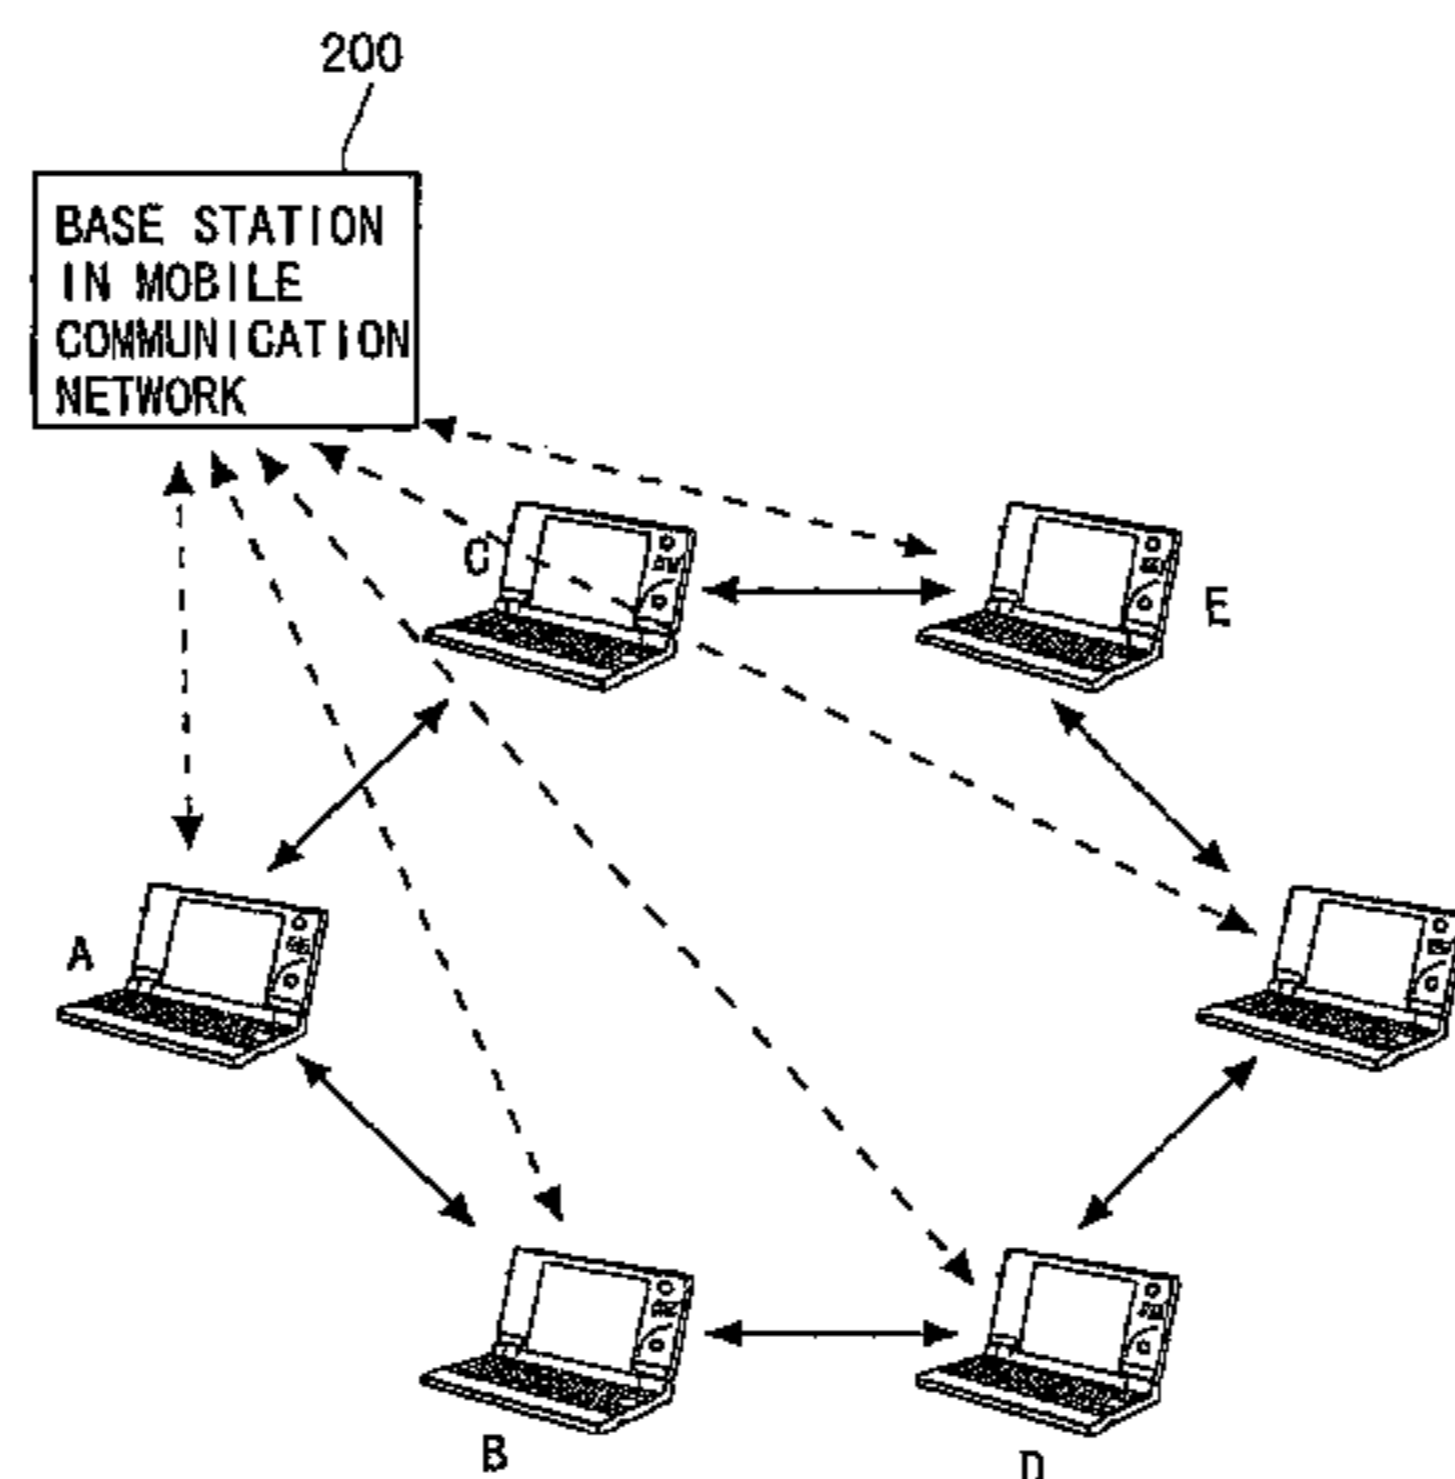 200
BASE STATION
IN MOBILE
COMMUNICATION
NETWORK
C
E
A
B
D